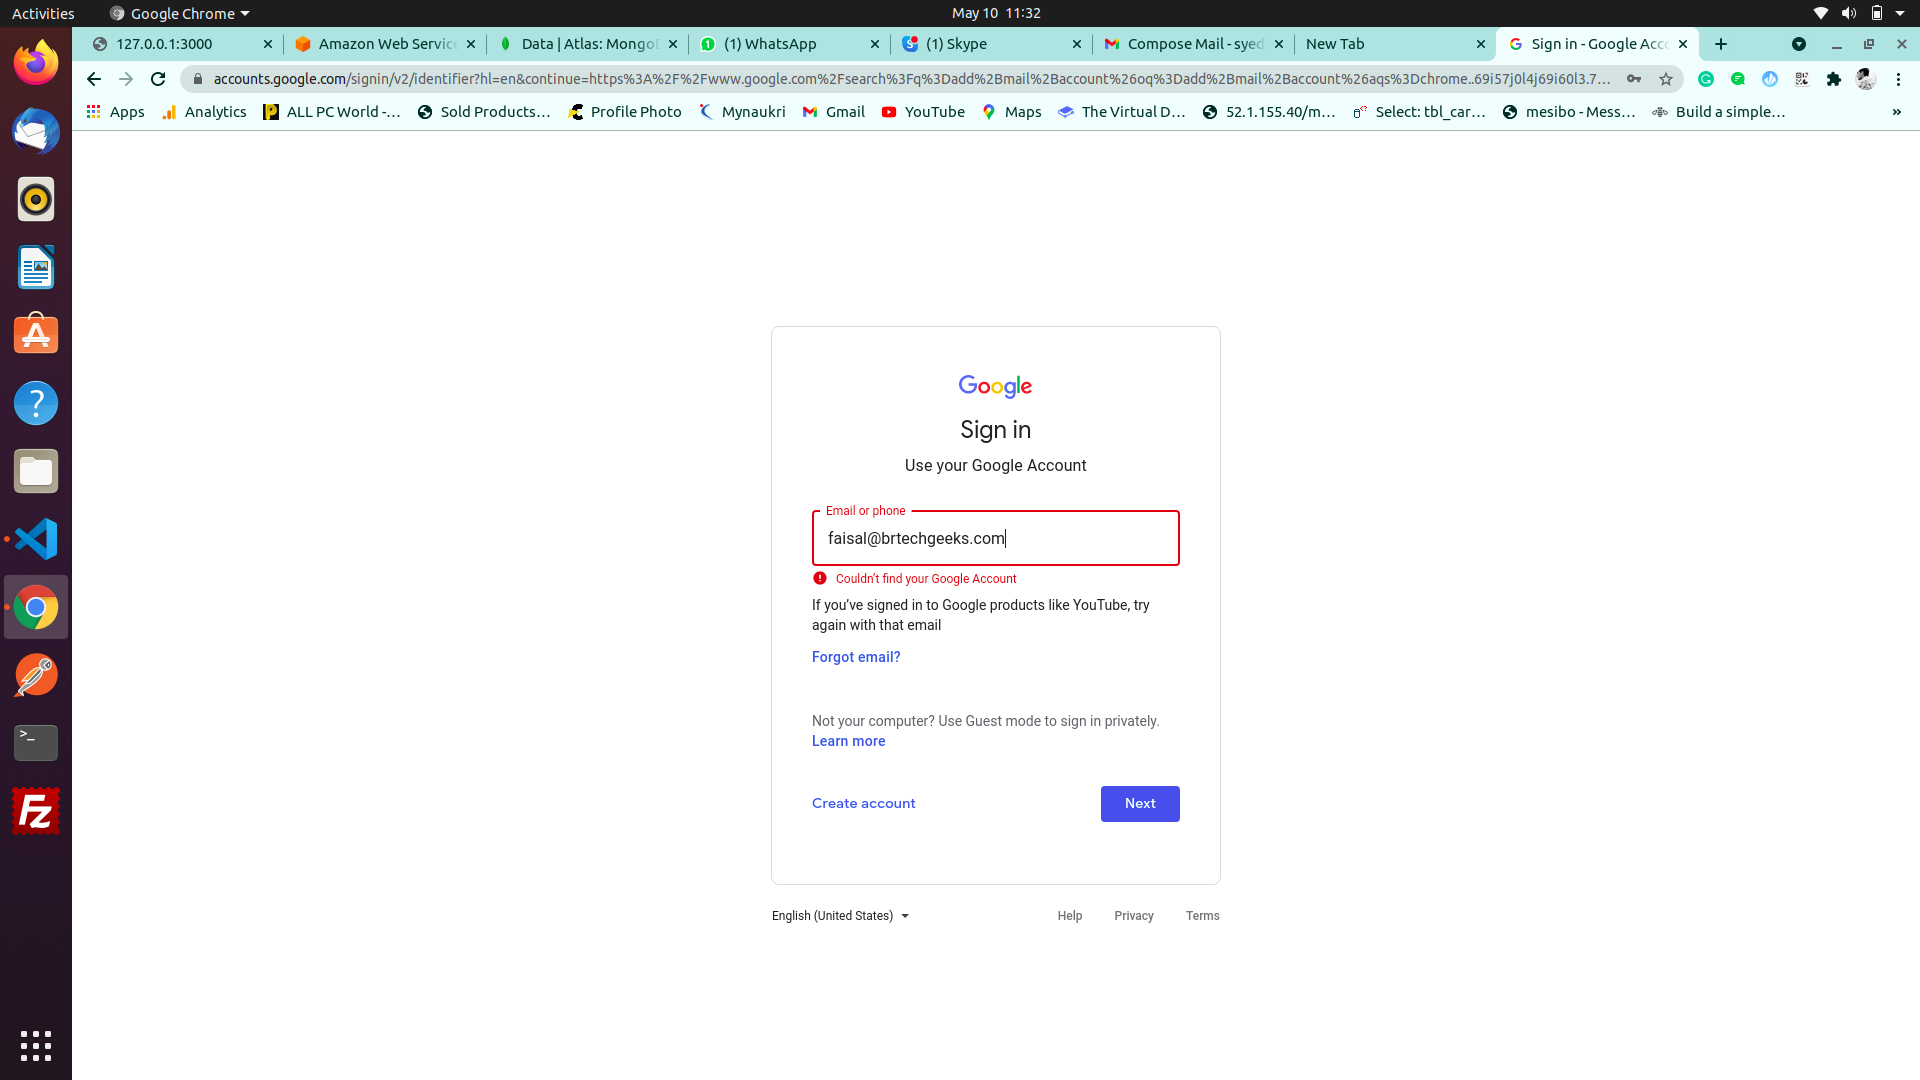 Activities
Google Chrome
May 10 11:32
127.0.0.1:3000
Amazon Web Service
Data | Atlas: MongoD
(1) WhatsApp
(1) Skype
Compose Mail - syed
New Tab
Sign in - Google Acco
accounts.google.com/signin/v2/identifier?hl=en&continue=https%3A%2F%2Fwww.google.com%2Fsearch%3Fq%3Dadd%2Bmail%2Baccount%26oq%3Dadd%2Bmail%2Baccount%26aqs%3Dchrome..69i57j0l4j69i60l3.7...
Apps
Analytics
ALL PC World -...
Sold Products...
Profile Photo
Mynaukri
Gmail
YouTube
Maps
The Virtual D...
52.1.155.40/m...
Select: tbl_car...
mesibo - Mess...
Build a simple...
»
Google
Sign in
Use your Google Account
Email or phone
faisal@brtechgeeks.com
Couldn't find your Google Account
If you've signed in to Google products like YouTube, try
again with that email
Forgot email?
Not your computer? Use Guest mode to sign in privately.
Learn more
Create account
Next
English (United States)
Help
Privacy
Terms